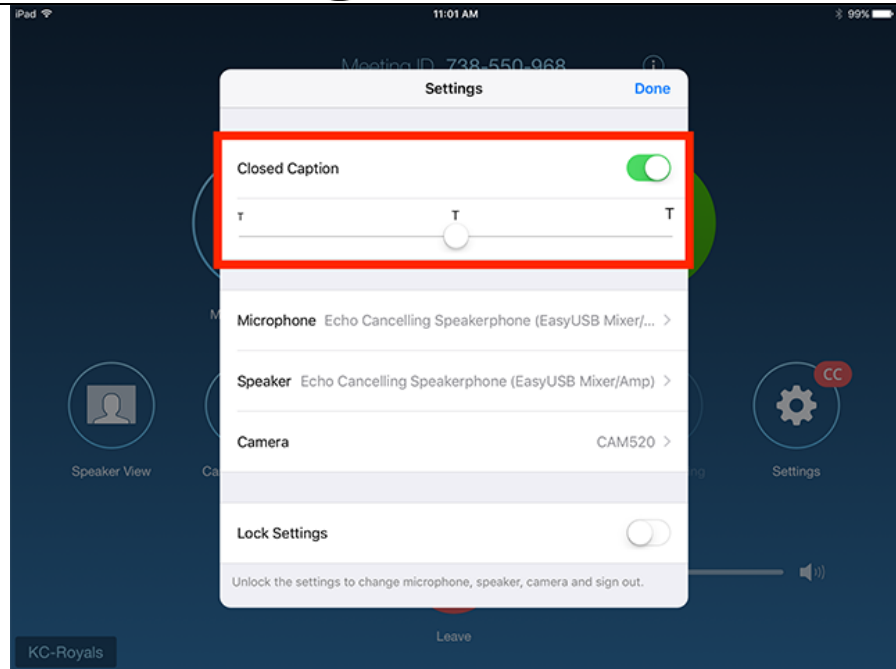 iPad 11:01 AM 99%
Meeting ID 738-550-968
Settings Done
Closed Caption
T T T
M
Microphone Echo Cancelling Speakerphone (EasyUSB Mixer/... >
Speaker Echo Cancelling Speakerphone (EasyUSB Mixer/Amp) >
CC
Camera CAM520 >
Speaker View Ca ng Settings
Lock Settings
Unlock the settings to change microphone, speaker, camera and sign out.
Leave
KC-Royals